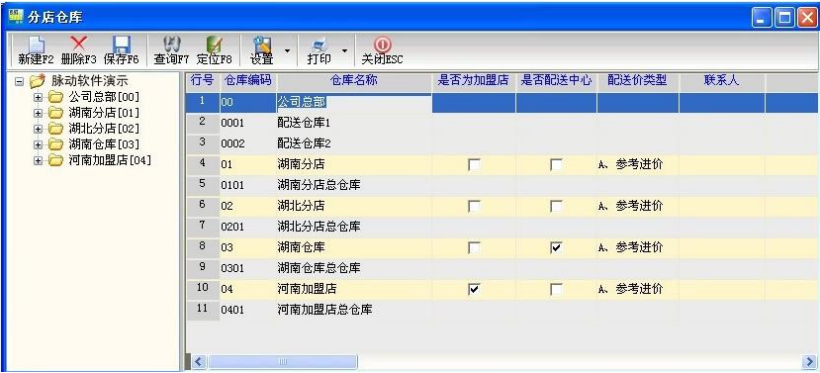 分店仓库
新建F2 删除F3 保存F6 查询F7 定位F8 设置 打印 关闭ESC
脉动软件演示
公司总部[00]
湖南分店[01]
湖北分店[02]
湖南仓库[03]
河南加盟店[04]
行号 仓库编码 仓库名称 是否为加盟店 是否配送中心 配送价类型 联系人
1 00 公司总部
2 0001 配送仓库1
3 0002 配送仓库2
4 01 湖南分店 A、参考进价
5 0101 湖南分店总仓库
6 02 湖北分店 A、参考进价
7 0201 湖北分店总仓库
8 03 湖南仓库 A、参考进价
9 0301 湖南仓库总仓库
10 04 河南加盟店 A、参考进价
11 0401 河南加盟店总仓库